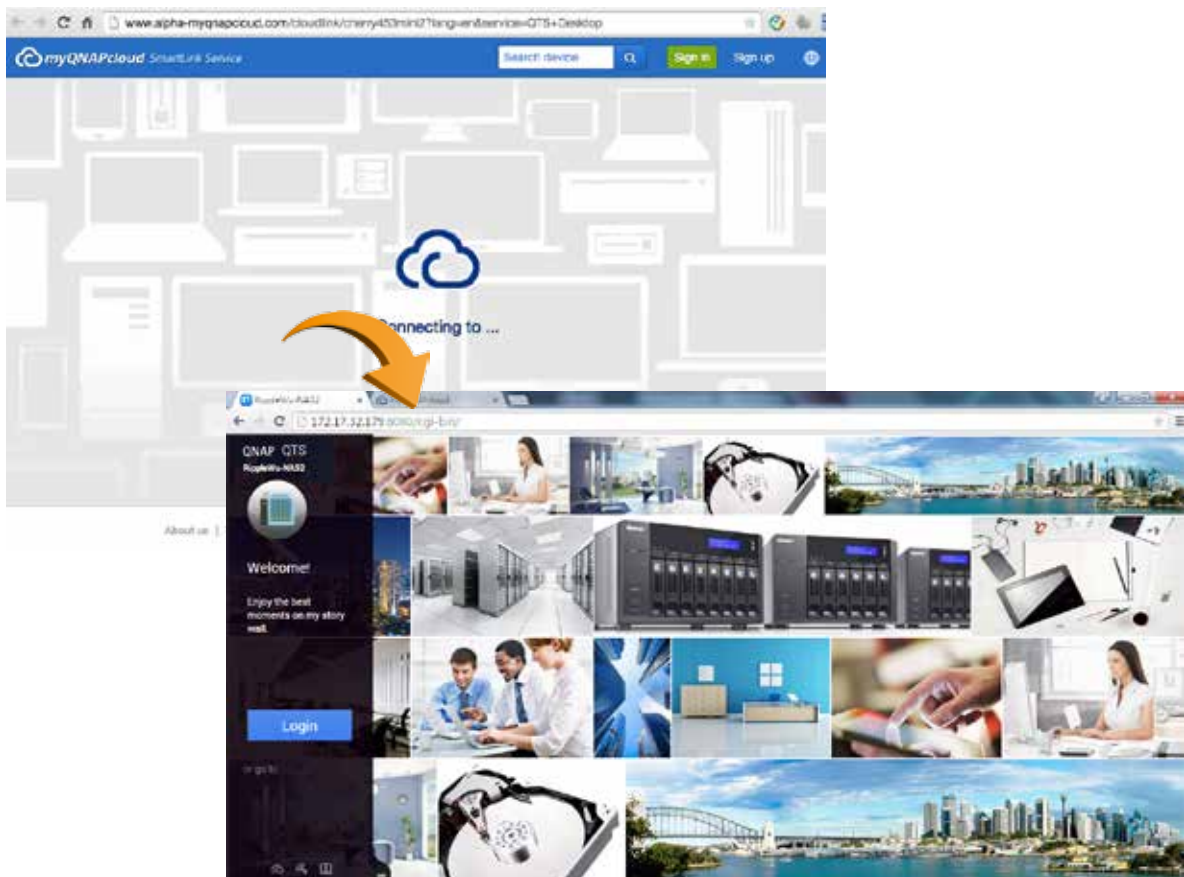 www.alpha-myqnapcloud.com/cloudlink/cherry453mini2?lang=en&service=QTS+Desktop
myQNAPcloud SmartLink Service
Search device
Sign in
Sign up
Connecting to ...
About us |
172.17.32.179:8080/cgi-bin/
QNAP QTS
Welcome!
Enjoy the best
moments on my story
wall.
Login
or go to